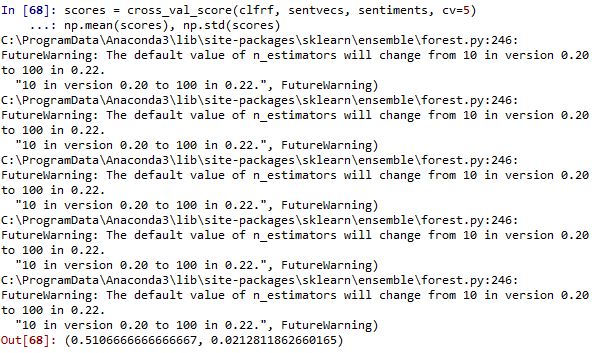 In [68]: scores = cross_val_score(clfrf, sentvecs, sentiments, cv=5)
    ...: np.mean(scores), np.std(scores)
C:\ProgramData\Anaconda3\lib\site-packages\sklearn\ensemble\forest.py:246:
FutureWarning: The default value of n_estimators will change from 10 in version 0.20
to 100 in 0.22.
  "10 in version 0.20 to 100 in 0.22.", FutureWarning)
C:\ProgramData\Anaconda3\lib\site-packages\sklearn\ensemble\forest.py:246:
FutureWarning: The default value of n_estimators will change from 10 in version 0.20
to 100 in 0.22.
  "10 in version 0.20 to 100 in 0.22.", FutureWarning)
C:\ProgramData\Anaconda3\lib\site-packages\sklearn\ensemble\forest.py:246:
FutureWarning: The default value of n_estimators will change from 10 in version 0.20
to 100 in 0.22.
  "10 in version 0.20 to 100 in 0.22.", FutureWarning)
C:\ProgramData\Anaconda3\lib\site-packages\sklearn\ensemble\forest.py:246:
FutureWarning: The default value of n_estimators will change from 10 in version 0.20
to 100 in 0.22.
  "10 in version 0.20 to 100 in 0.22.", FutureWarning)
C:\ProgramData\Anaconda3\lib\site-packages\sklearn\ensemble\forest.py:246:
FutureWarning: The default value of n_estimators will change from 10 in version 0.20
to 100 in 0.22.
  "10 in version 0.20 to 100 in 0.22.", FutureWarning)
Out[68]: (0.5106666666666667, 0.0212811862660165)